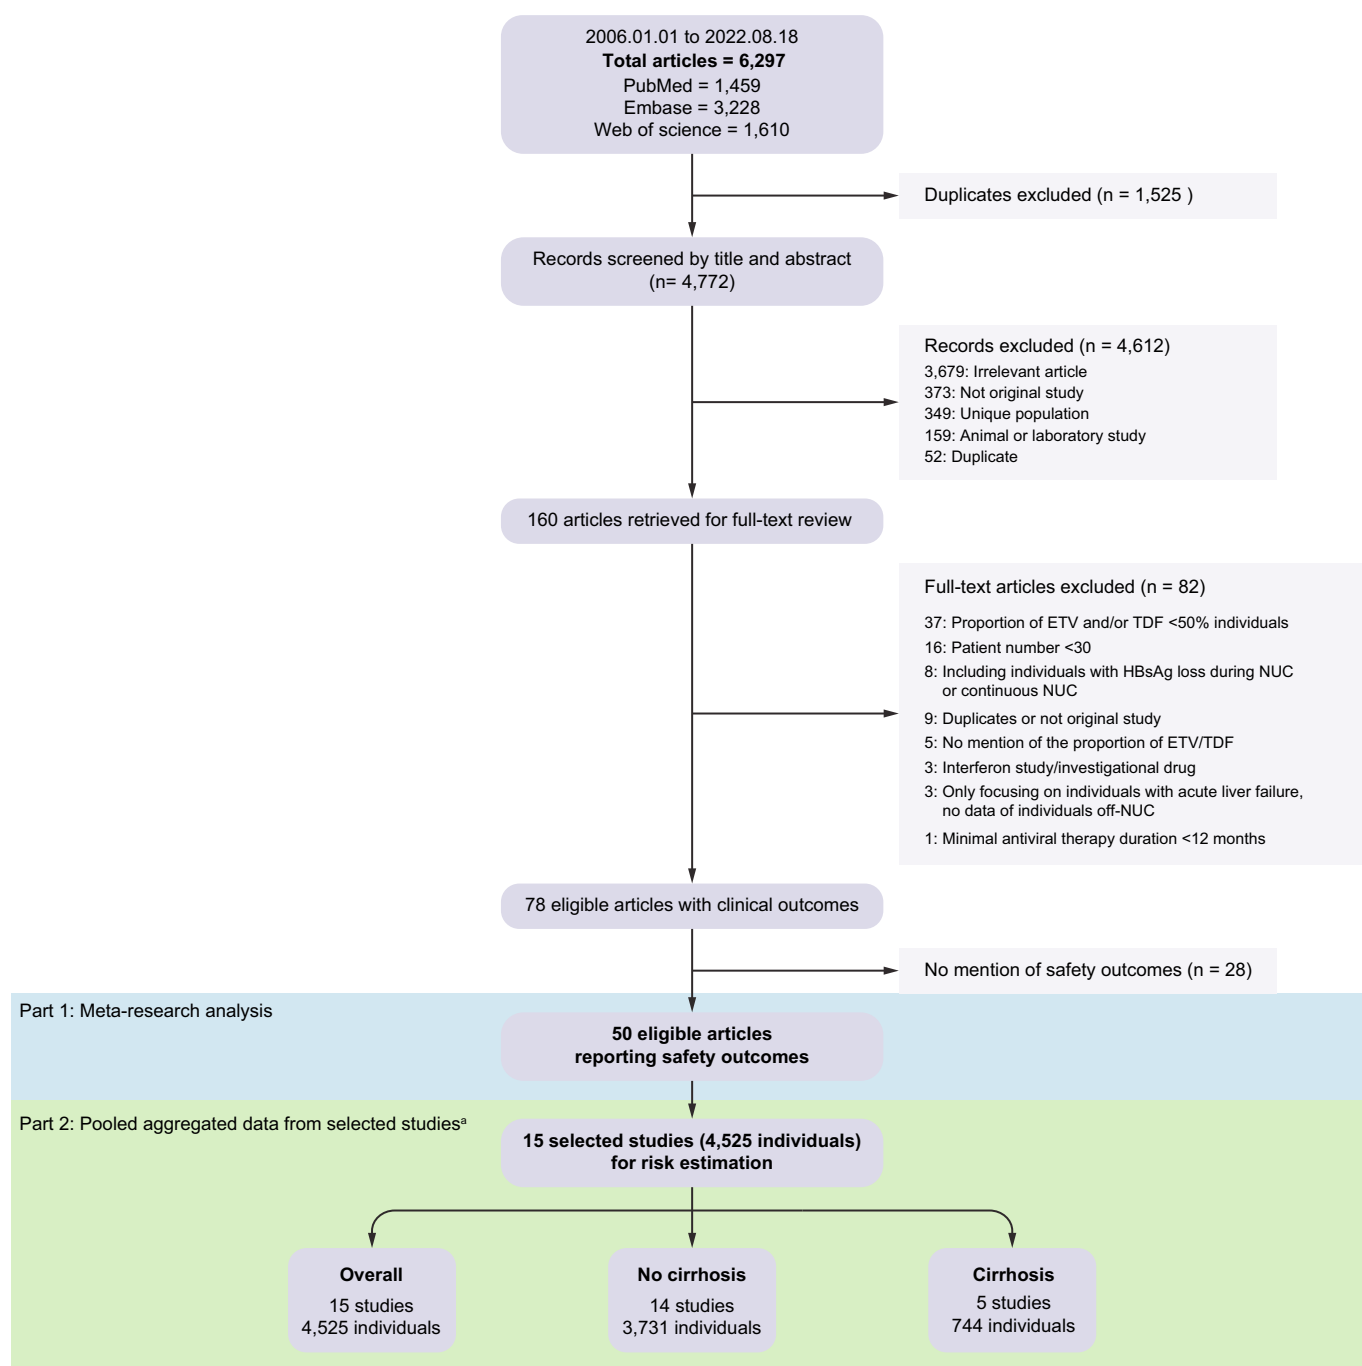 2006.01.01 to 2022.08.18
Total articles = 6,297
PubMed = 1,459
Embase = 3,228
Web of science = 1,610
Duplicates excluded (n = 1,525 )
Records screened by title and abstract
(n= 4,772)
Records excluded (n = 4,612)
3,679: Irrelevant article
373: Not original study
349: Unique population
159: Animal or laboratory study
52: Duplicate
160 articles retrieved for full-text review
Full-text articles excluded (n = 82)
37: Proportion of ETV and/or TDF <50% individuals
16: Patient number <30
8: Including individuals with HBsAg loss during NUC
or continuous NUC
9: Duplicates or not original study
5: No mention of the proportion of ETV/TDF
3: Interferon study/investigational drug
3: Only focusing on individuals with acute liver failure,
no data of individuals off-NUC
1: Minimal antiviral therapy duration <12 months
78 eligible articles with clinical outcomes
No mention of safety outcomes (n = 28)
Part 1: Meta-research analysis
50 eligible articles
reporting safety outcomes
Part 2: Pooled aggregated data from selected studiesᵃ
15 selected studies (4,525 individuals)
for risk estimation
Overall
15 studies
4,525 individuals
No cirrhosis
14 studies
3,731 individuals
Cirrhosis
5 studies
744 individuals